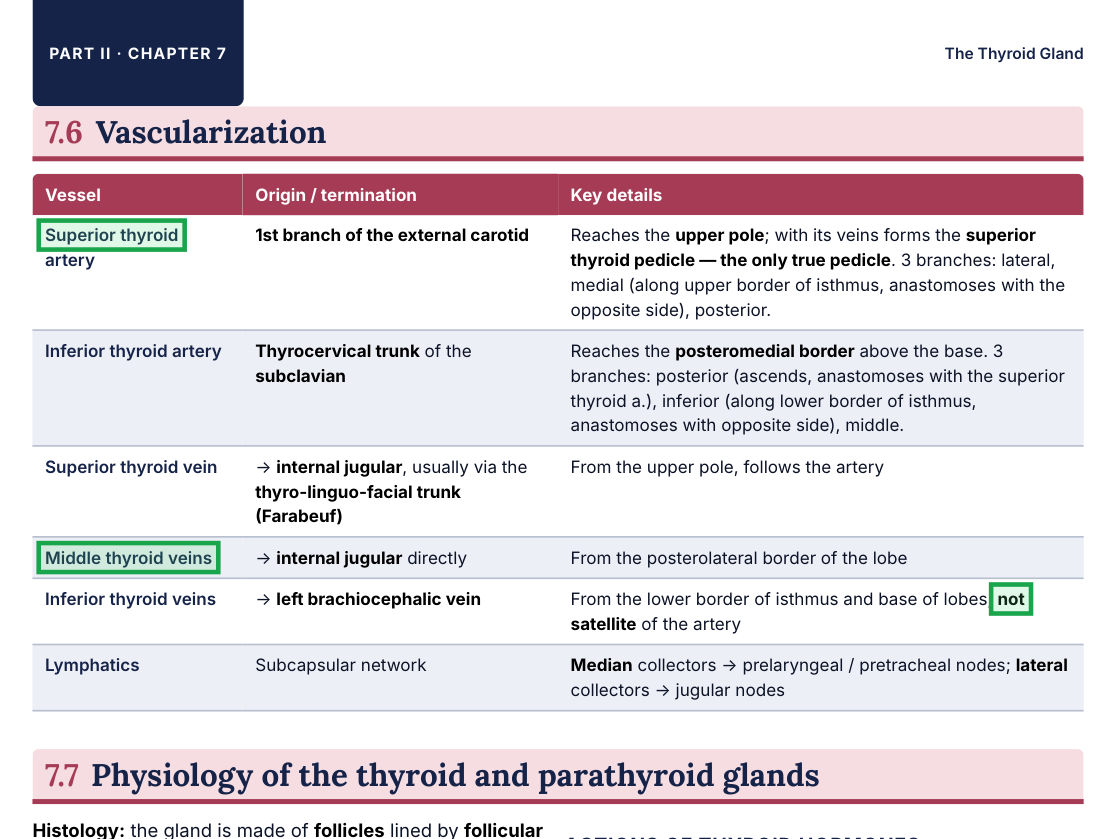 PART II · CHAPTER 7
The Thyroid Gland
7.6 Vascularization
Vessel Origin / termination Key details
Superior thyroid artery
1st branch of the external carotid
Reaches the upper pole; with its veins forms the superior
thyroid pedicle — the only true pedicle. 3 branches: lateral,
medial (along upper border of isthmus, anastomoses with the
opposite side), posterior.
Inferior thyroid artery
Thyrocervical trunk of the
subclavian
Reaches the posteromedial border above the base. 3
branches: posterior (ascends, anastomoses with the superior
thyroid a.), inferior (along lower border of isthmus,
anastomoses with opposite side), middle.
Superior thyroid vein
→ internal jugular, usually via the
thyro-linguo-facial trunk
(Farabeuf)
From the upper pole, follows the artery
Middle thyroid veins
→ internal jugular directly
From the posterolateral border of the lobe
Inferior thyroid veins
→ left brachiocephalic vein
From the lower border of isthmus and base of lobes not
satellite of the artery
Lymphatics
Subcapsular network
Median collectors → prelaryngeal / pretracheal nodes; lateral
collectors → jugular nodes
7.7 Physiology of the thyroid and parathyroid glands
Histology: the gland is made of follicles lined by follicular
ACTIONS OF THYROID HORMONES